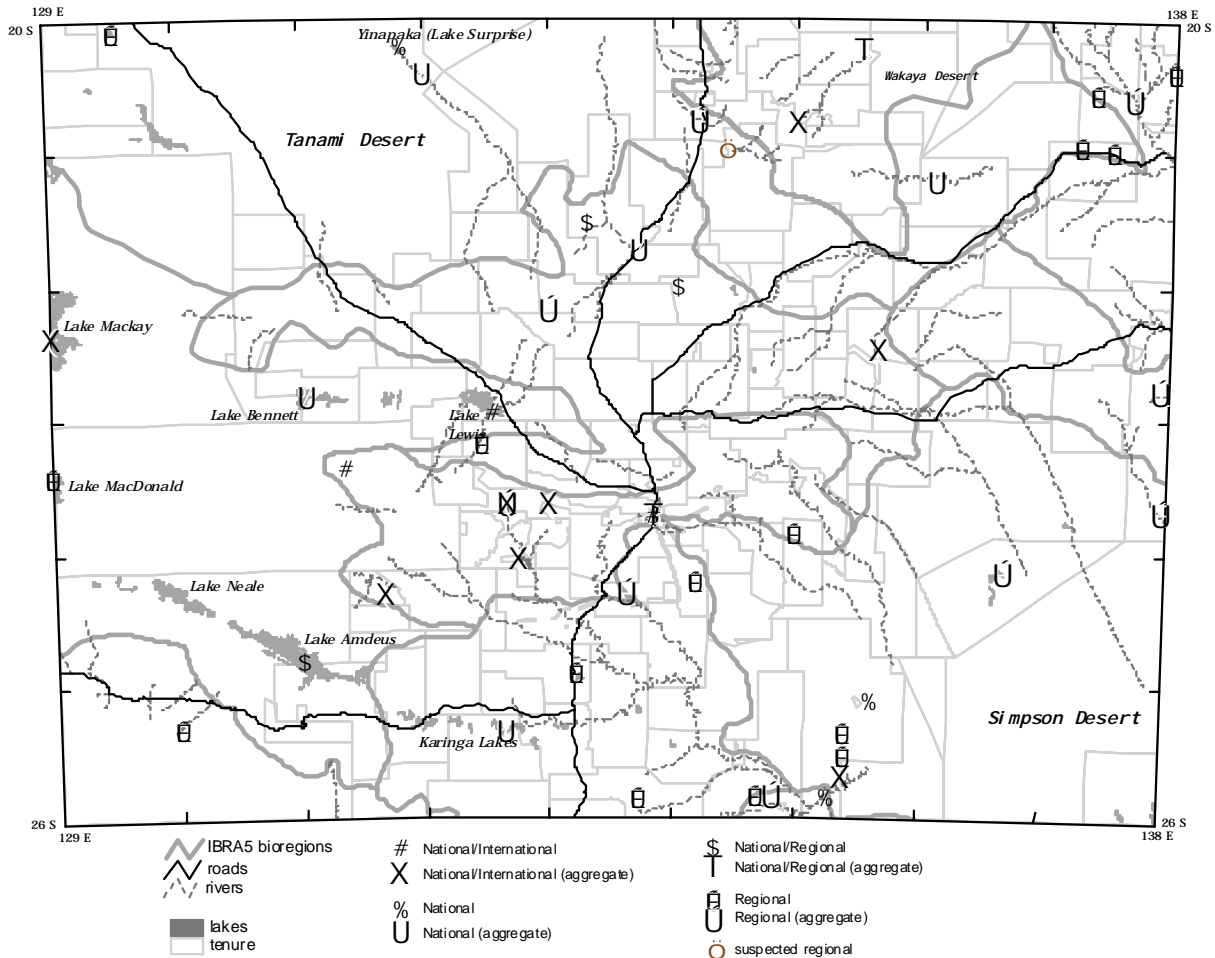 129 E
138 E
20 S
20 S
Yinapaka (Lake Surprise)
Wakaya Desert
Tanami Desert
Lake Mackay
Lake Bennett
Lake
Lewis
Lake MacDonald
Lake Neale
Lake Amdeus
Simpson Desert
Karinga Lakes
26 S
129 E
26 S
138 E
IBRA5 bioregions
roads
rivers
lakes
tenure
# National/International
X National/International (aggregate)
% National
U National (aggregate)
$ National/Regional
T National/Regional (aggregate)
Regional
Ú Regional (aggregate)
Ö suspected regional